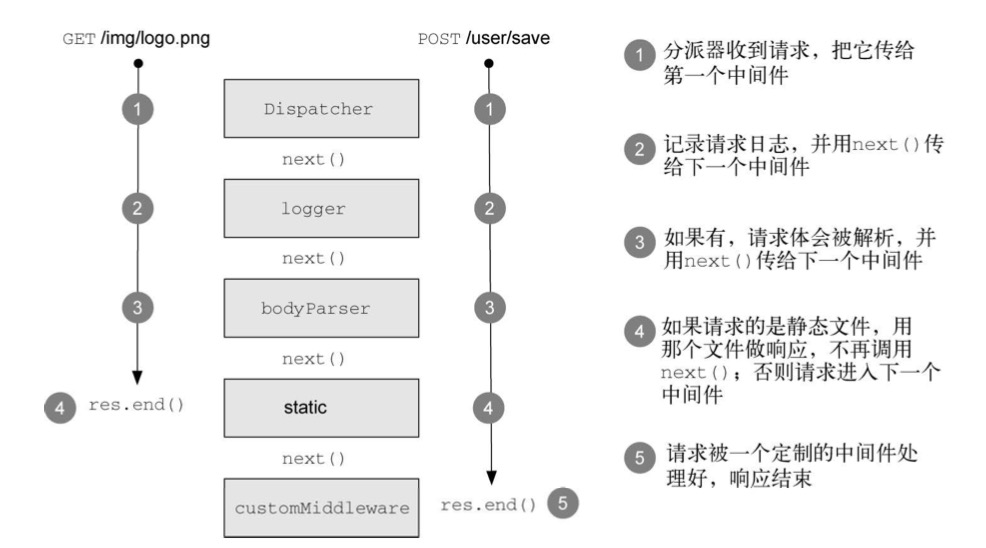 GET /img/logo.png
POST /user/save
1
1
Dispatcher
next()
2
2
logger
next()
3
3
bodyParser
next()
4 res.end()
static
4
next()
customMiddleware
res.end() 5
1 分派器收到请求，把它传给
第一个中间件
2 记录请求日志，并用next()传
给下一个中间件
3 如果有，请求体会被解析，并
用next()传给下一个中间件
4 如果请求的是静态文件，用
那个文件做响应，不再调用
next()；否则请求进入下一个
中间件
5 请求被一个定制的中间件处
理好，响应结束